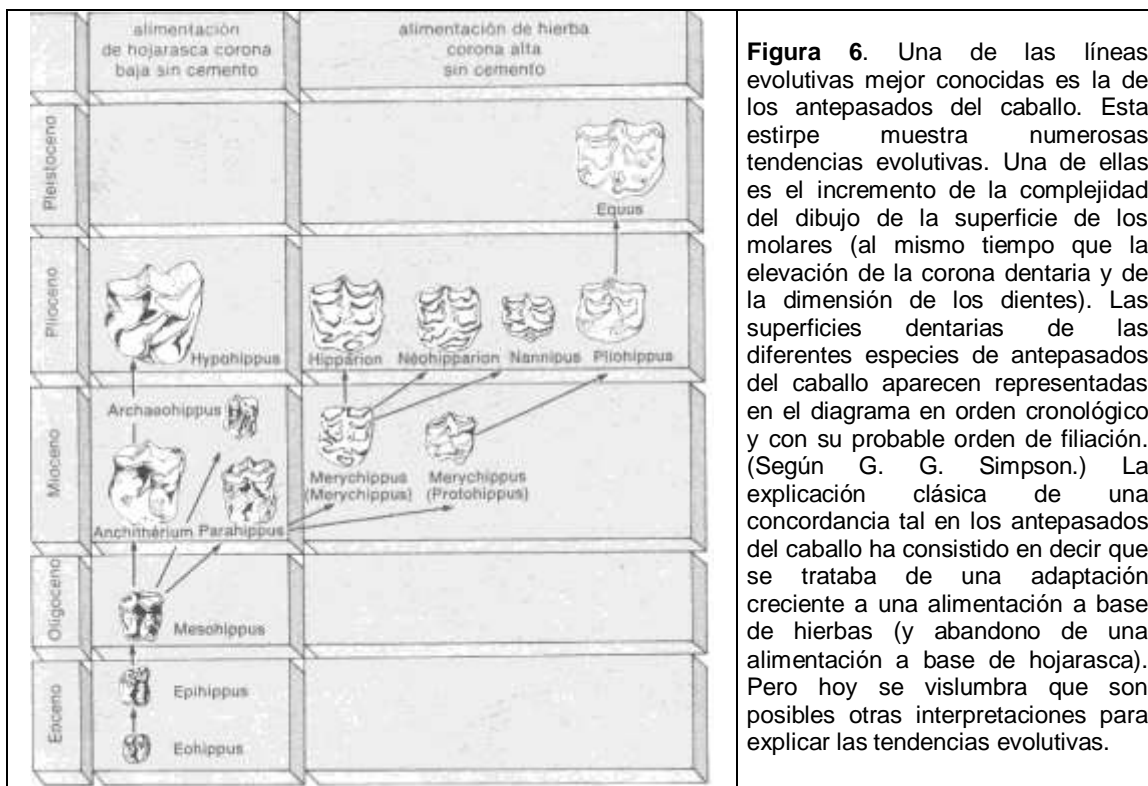 alimentación
de hojarasca corona
baja sin cemento
alimentación de hierba
corona alta
sin cemento
Pleistoceno
Equus
Plioceno
Hypohippus
Hipparion
Néohipparion
Nannipus
Pliohippus
Mioceno
Archaeohippus
Merychippus
(Merychippus)
Merychippus
(Protohippus)
Anchithérium
Parahippus
Oligoceno
Mesohippus
Eoceno
Epihippus
Eohippus
Figura 6. Una de las líneas
evolutivas mejor conocidas es la de
los antepasados del caballo. Esta
estirpe muestra numerosas
tendencias evolutivas. Una de ellas
es el incremento de la complejidad
del dibujo de la superficie de los
molares (al mismo tiempo que la
elevación de la corona dentaria y de
la dimensión de los dientes). Las
superficies dentarias de las
diferentes especies de antepasados
del caballo aparecen representadas
en el diagrama en orden cronológico
y con su probable orden de filiación.
(Según G. G. Simpson.) La
explicación clásica de una
concordancia tal en los antepasados
del caballo ha consistido en decir que
se trataba de una adaptación
creciente a una alimentación a base
de hierbas (y abandono de una
alimentación a base de hojarasca).
Pero hoy se vislumbra que son
posibles otras interpretaciones para
explicar las tendencias evolutivas.